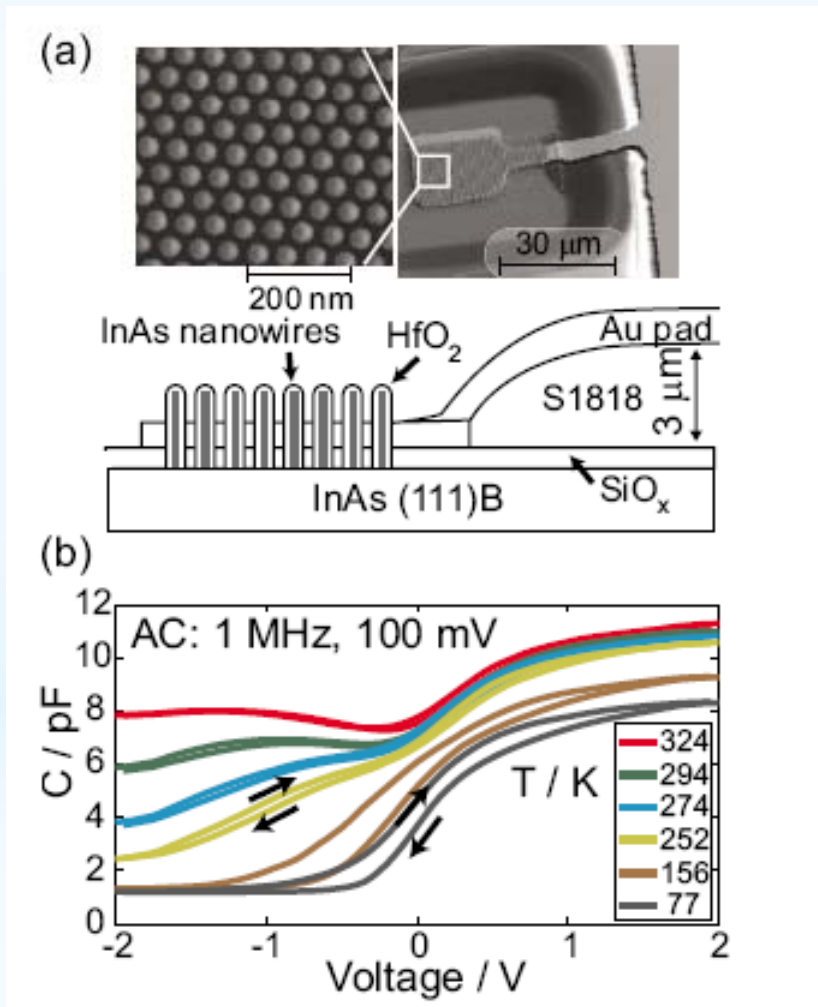 (a)
30 μm
200 nm
InAs nanowires
HfO2
Au pad
S1818
3 μm
SiOx
InAs (111)B
(b)
AC: 1 MHz, 100 mV
C / pF
12
10
8
6
4
2
0
T / K
324
294
274
252
156
77
-2
-1
0
1
2
Voltage / V